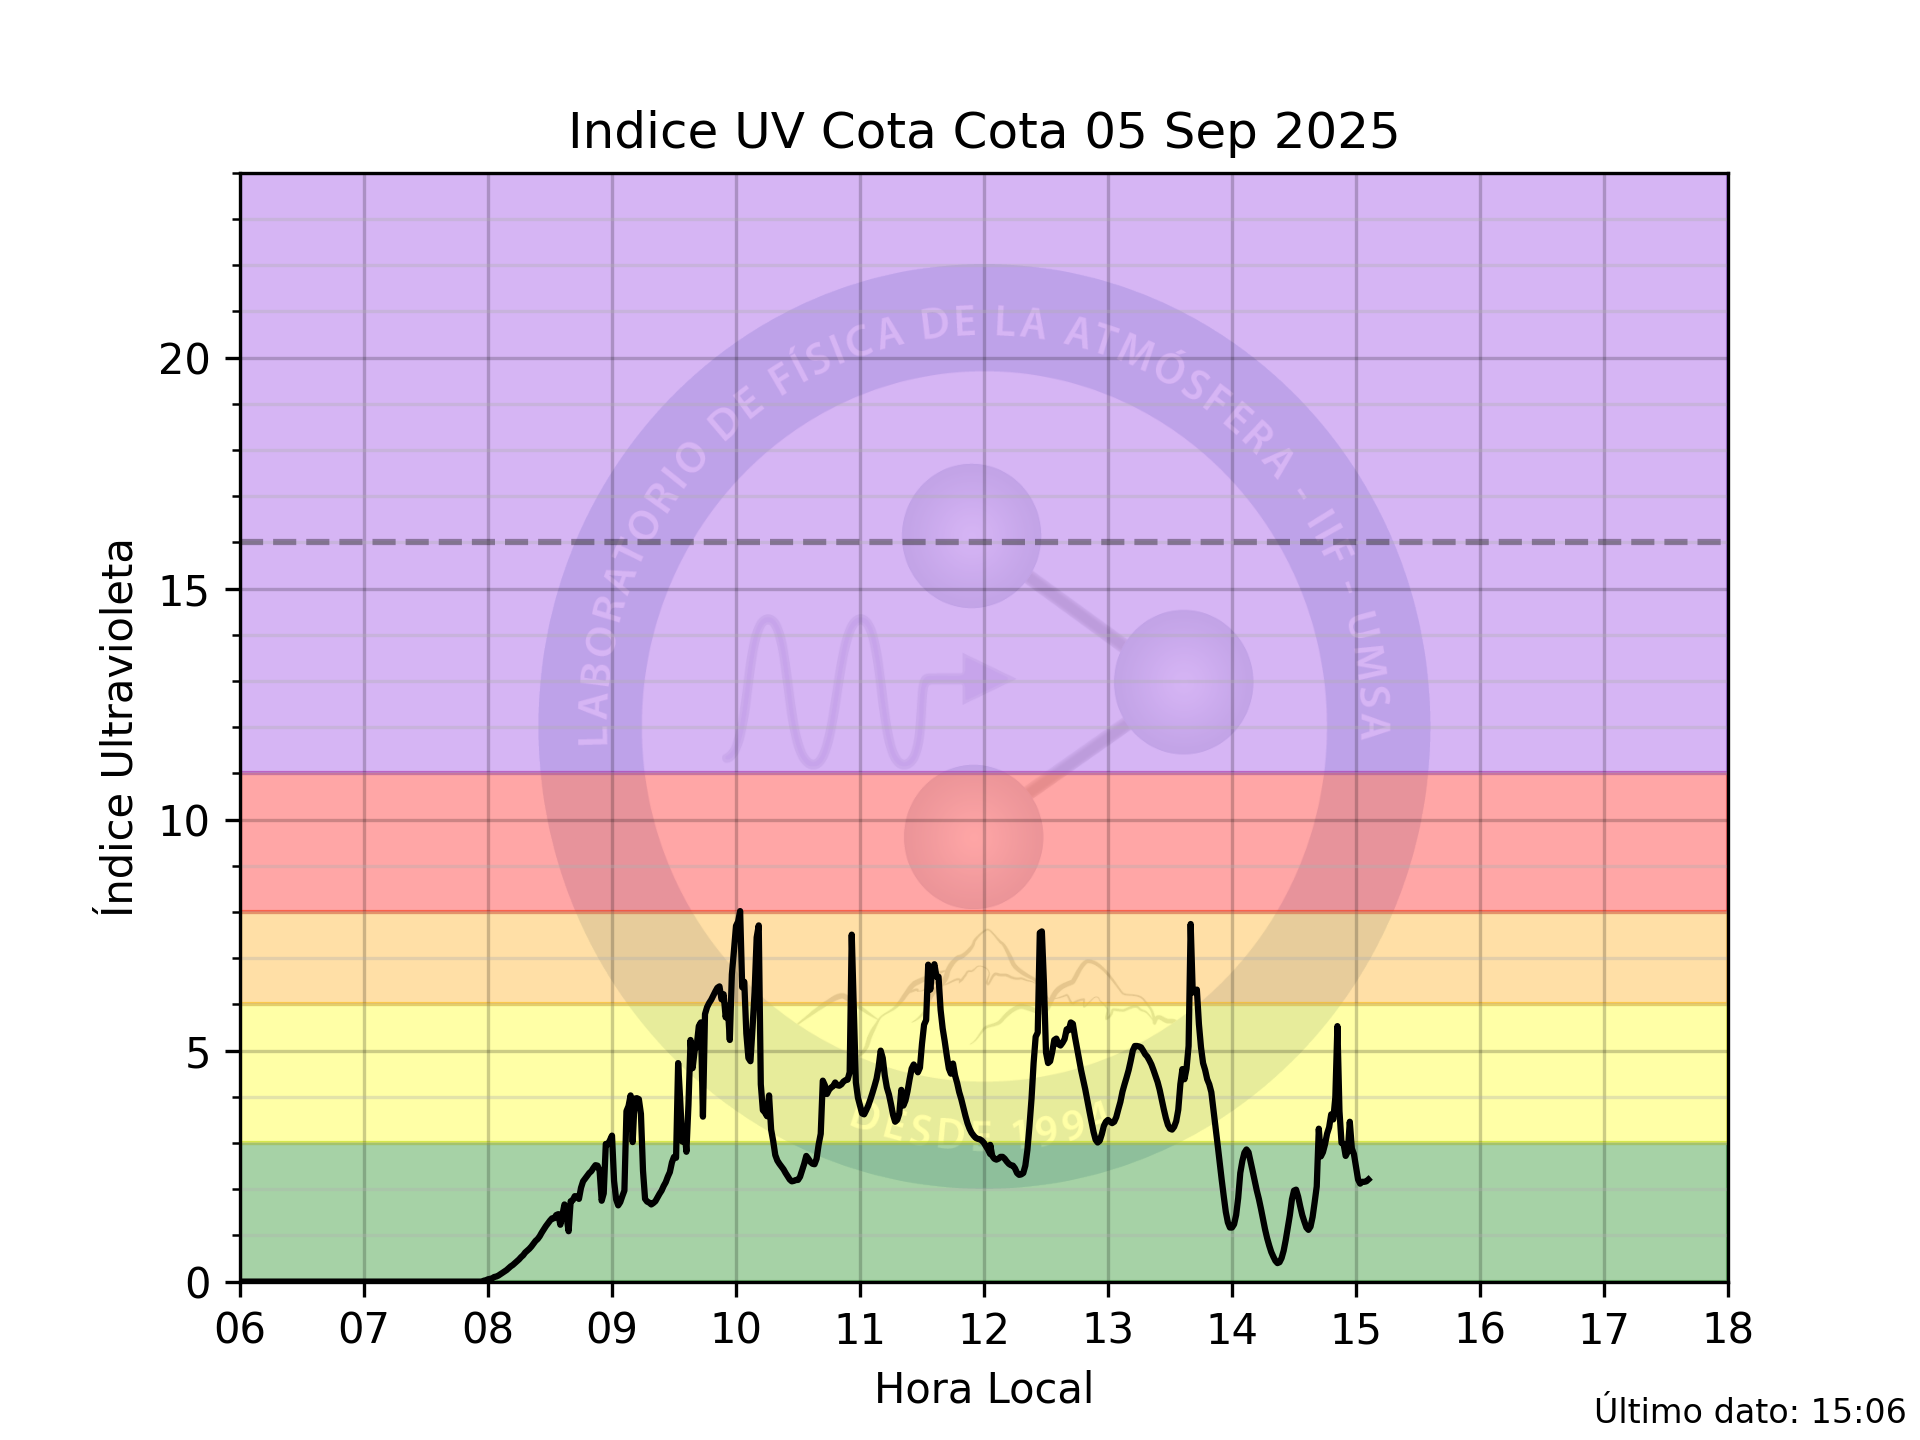 Indice UV Cota Cota 05 Sep 2025
LABORATORIO DE FÍSICA DE LA ATMÓSFERA - IIF - UMSA
DESDE 1994
Índice Ultravioleta
20
15
10
5
0
06 07 08 09 10 11 12 13 14 15 16 17 18
Hora Local
Último dato: 15:06